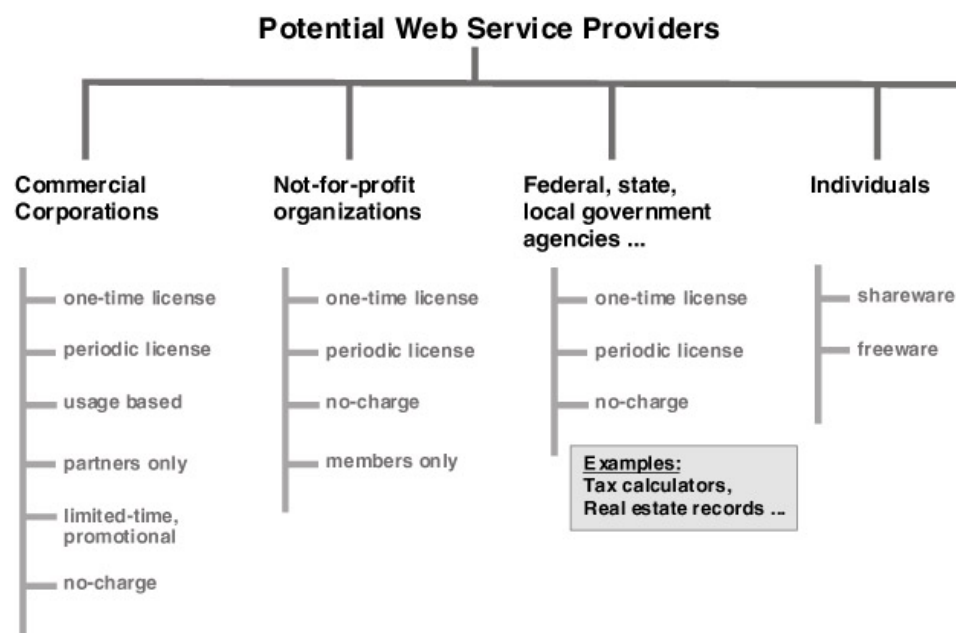 Potential Web Service Providers
Commercial
Corporations
one-time license
periodic license
usage based
partners only
limited-time,
promotional
no-charge
Not-for-profit
organizations
one-time license
periodic license
no-charge
members only
Federal, state,
local government
agencies ...
one-time license
periodic license
no-charge
Examples:
Tax calculators,
Real estate records ...
Individuals
shareware
freeware